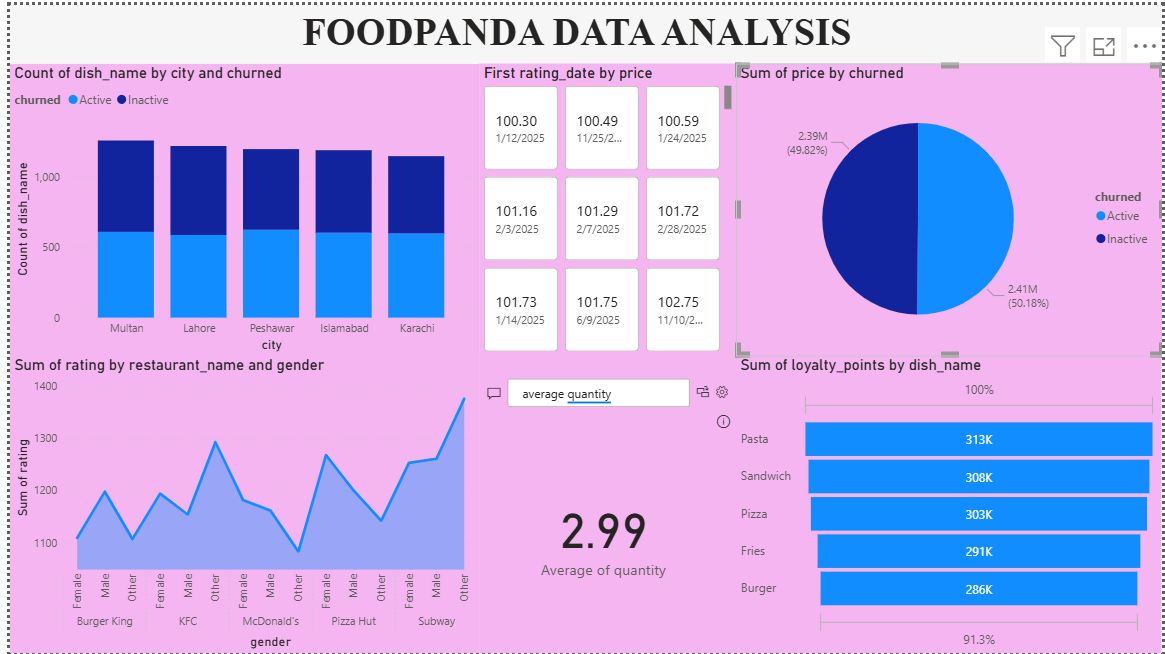 FOODPANDA DATA ANALYSIS
Count of dish_name by city and churned
churned Active Inactive
Count of dish_name
1,000
500
0
Multan Lahore Peshawar Islamabad Karachi
city
First rating_date by price
100.30
1/12/2025
100.49
11/25/2...
100.59
1/24/2025
101.16
2/3/2025
101.29
2/7/2025
101.72
2/28/2025
101.73
1/14/2025
101.75
6/9/2025
102.75
11/10/2...
Sum of price by churned
2.39M
(49.82%)
2.41M
(50.18%)
churned
Active
Inactive
Sum of rating by restaurant_name and gender
Sum of rating
1400
1300
1200
1100
Female Male Other Female Male Other Female Male Other Female Male Other Female Male Other
Burger King KFC McDonald's Pizza Hut Subway
gender
average quantity
2.99
Average of quantity
Sum of loyalty_points by dish_name
100%
Pasta 313K
Sandwich 308K
Pizza 303K
Fries 291K
Burger 286K
91.3%